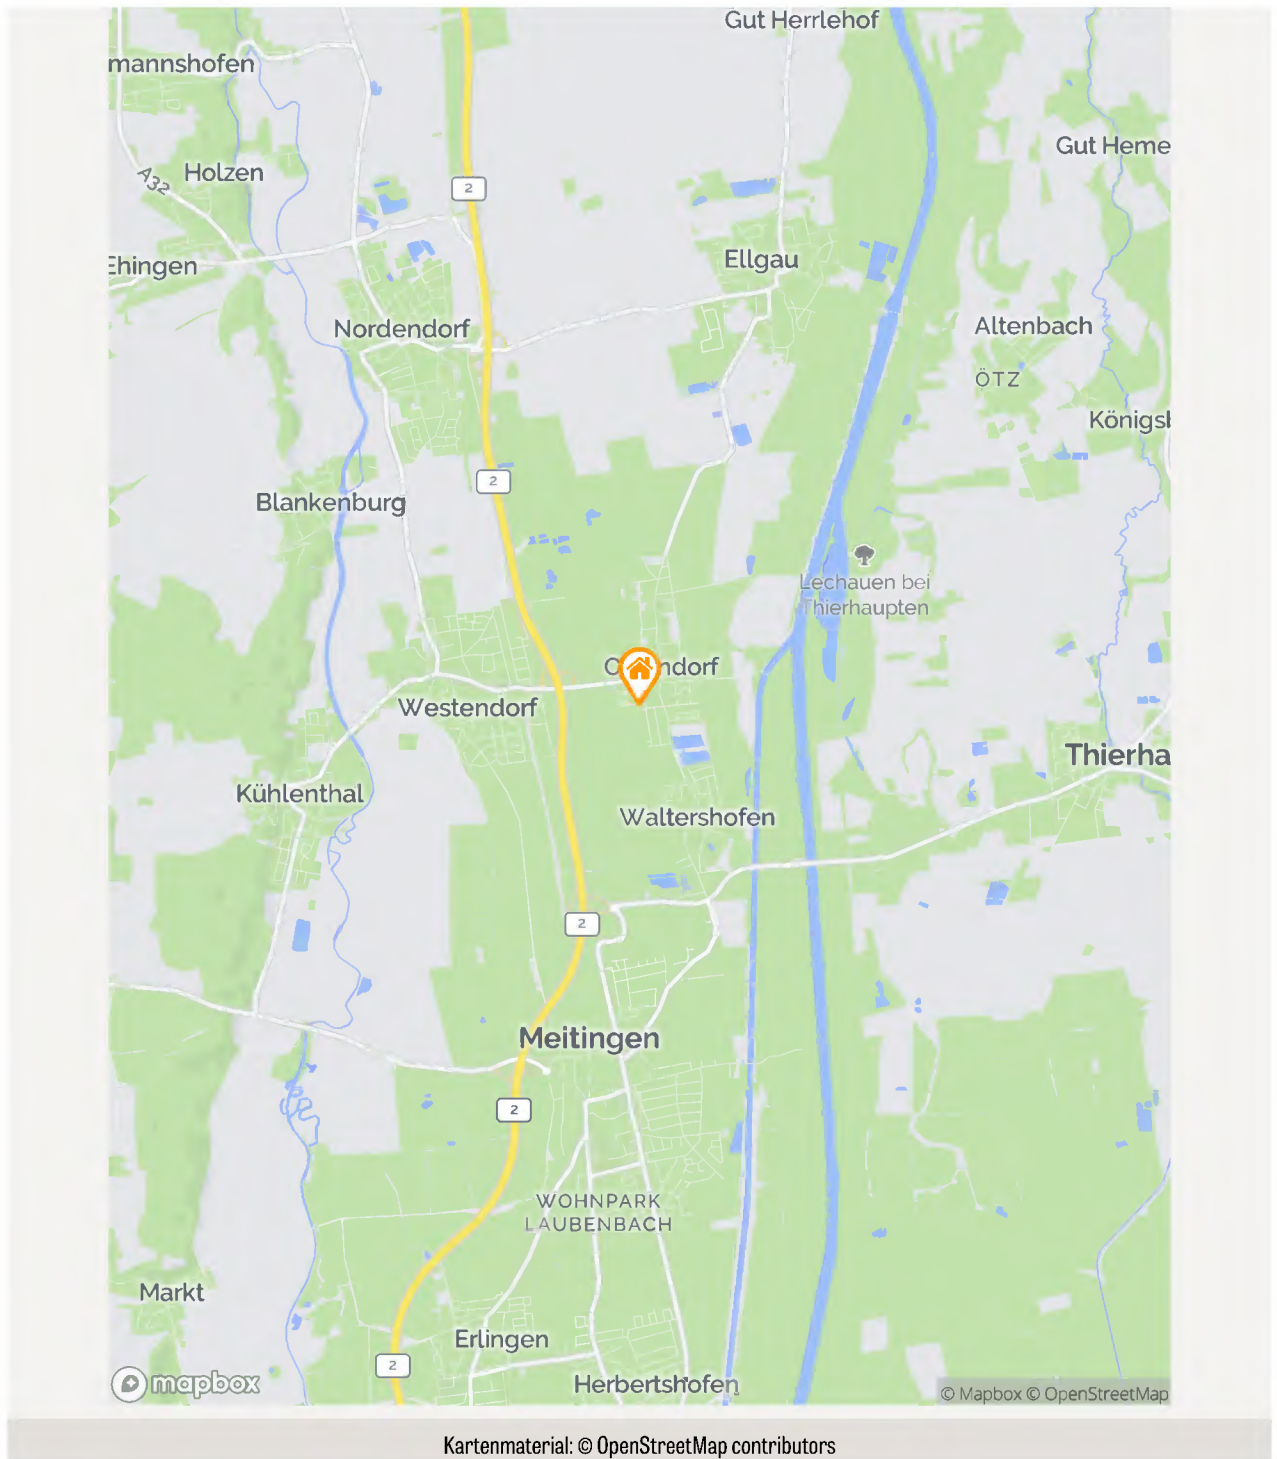 Gut Herrlehof
mannshofen
Gut Heme
A32
Holzen
2
Ellgau
Ehingen
Nordendorf
Altenbach
ÖTZ
Königsb
2
Blankenburg
Lechauen bei
Thierhaupten
O ndorf
Westendorf
Thierha
Kühlenthal
Waltershofen
2
Meitingen
2
WOHNPARK
LAUBENBACH
Markt
Erlingen
2
Herbertshofen
mapbox
© Mapbox © OpenStreetMap
Kartenmaterial: © OpenStreetMap contributors